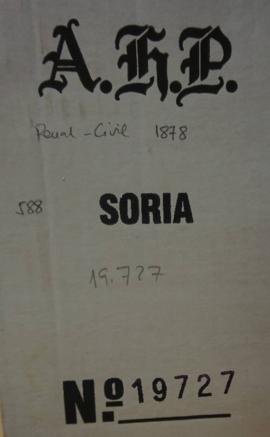 A.H.P.
Penal-Civil 1878
588 SORIA
19.727
Nº 19727